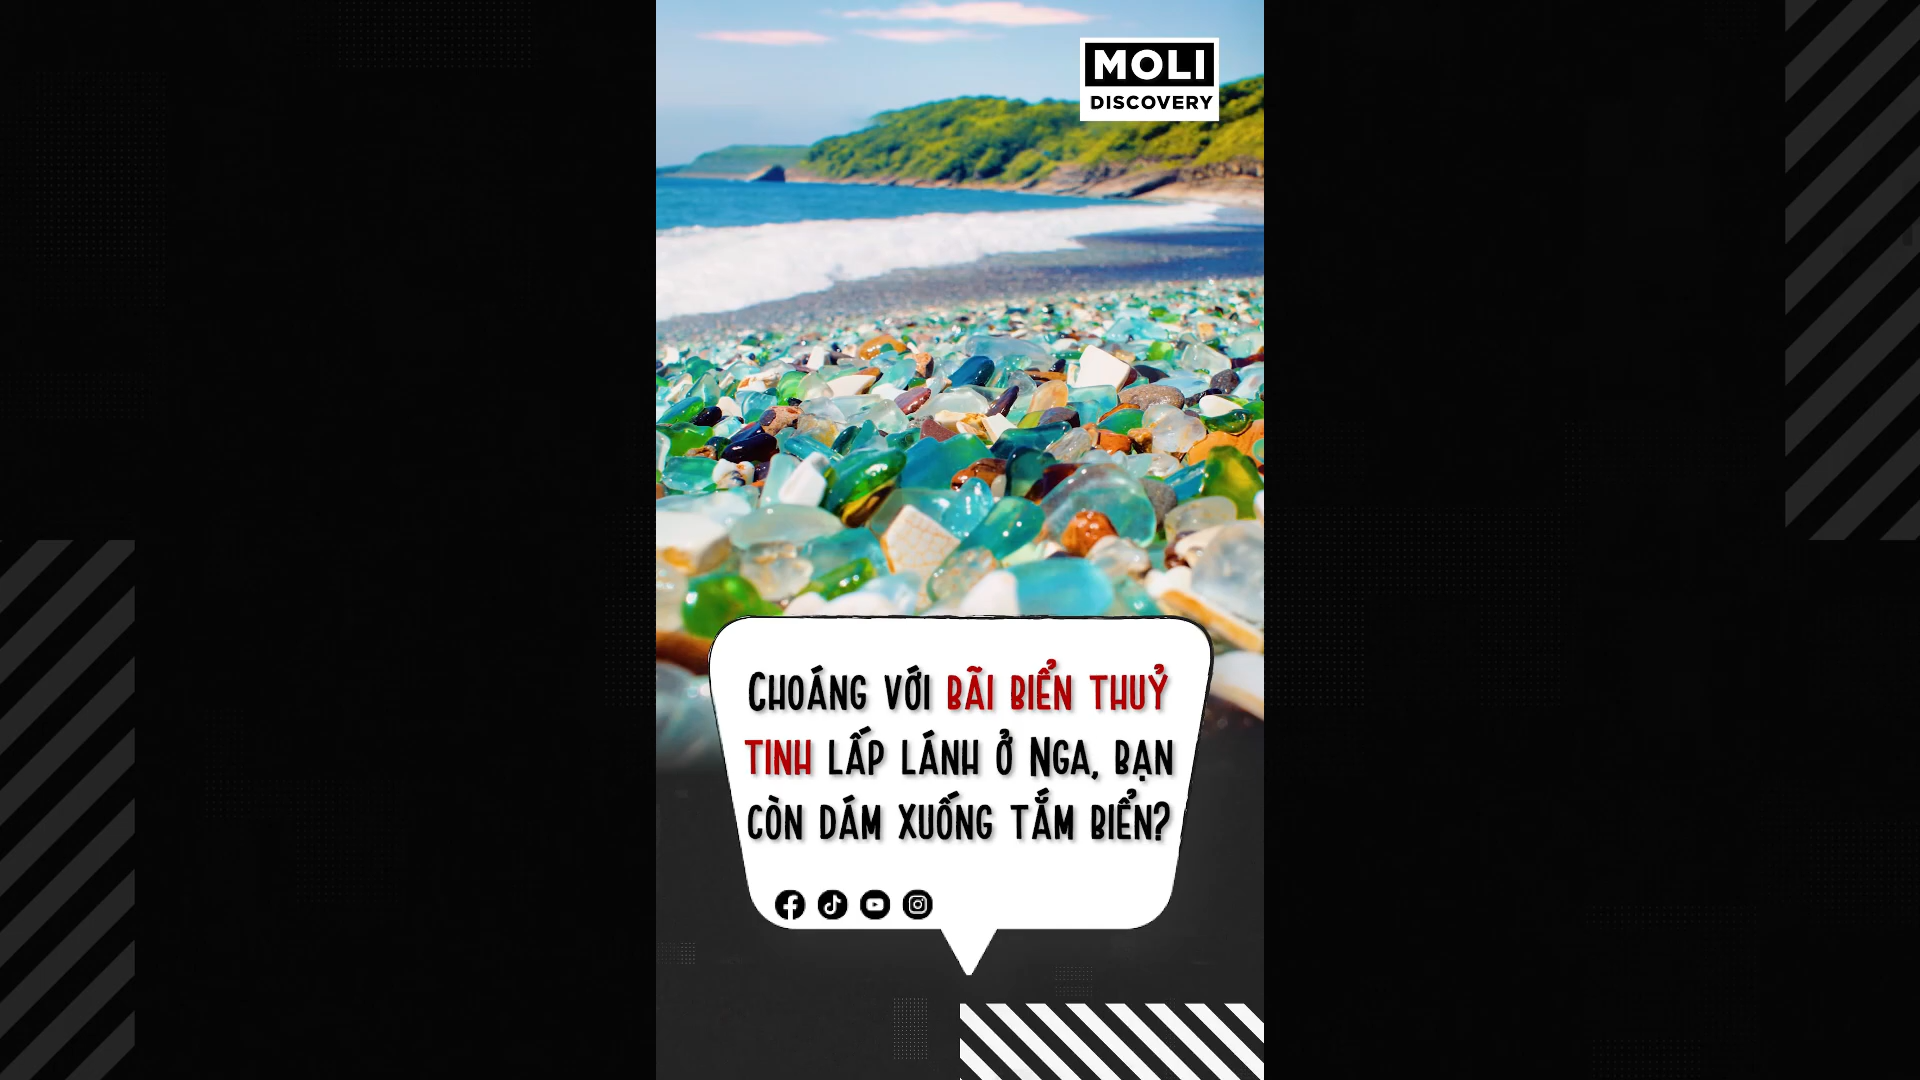 MOLI
DISCOVERY
CHOÁNG VỚI BÃI BIỂN THUỶ
TINH LẤP LÁNH Ở NGA, BẠN
CÒN DÁM XUỐNG TẮM BIỂN?